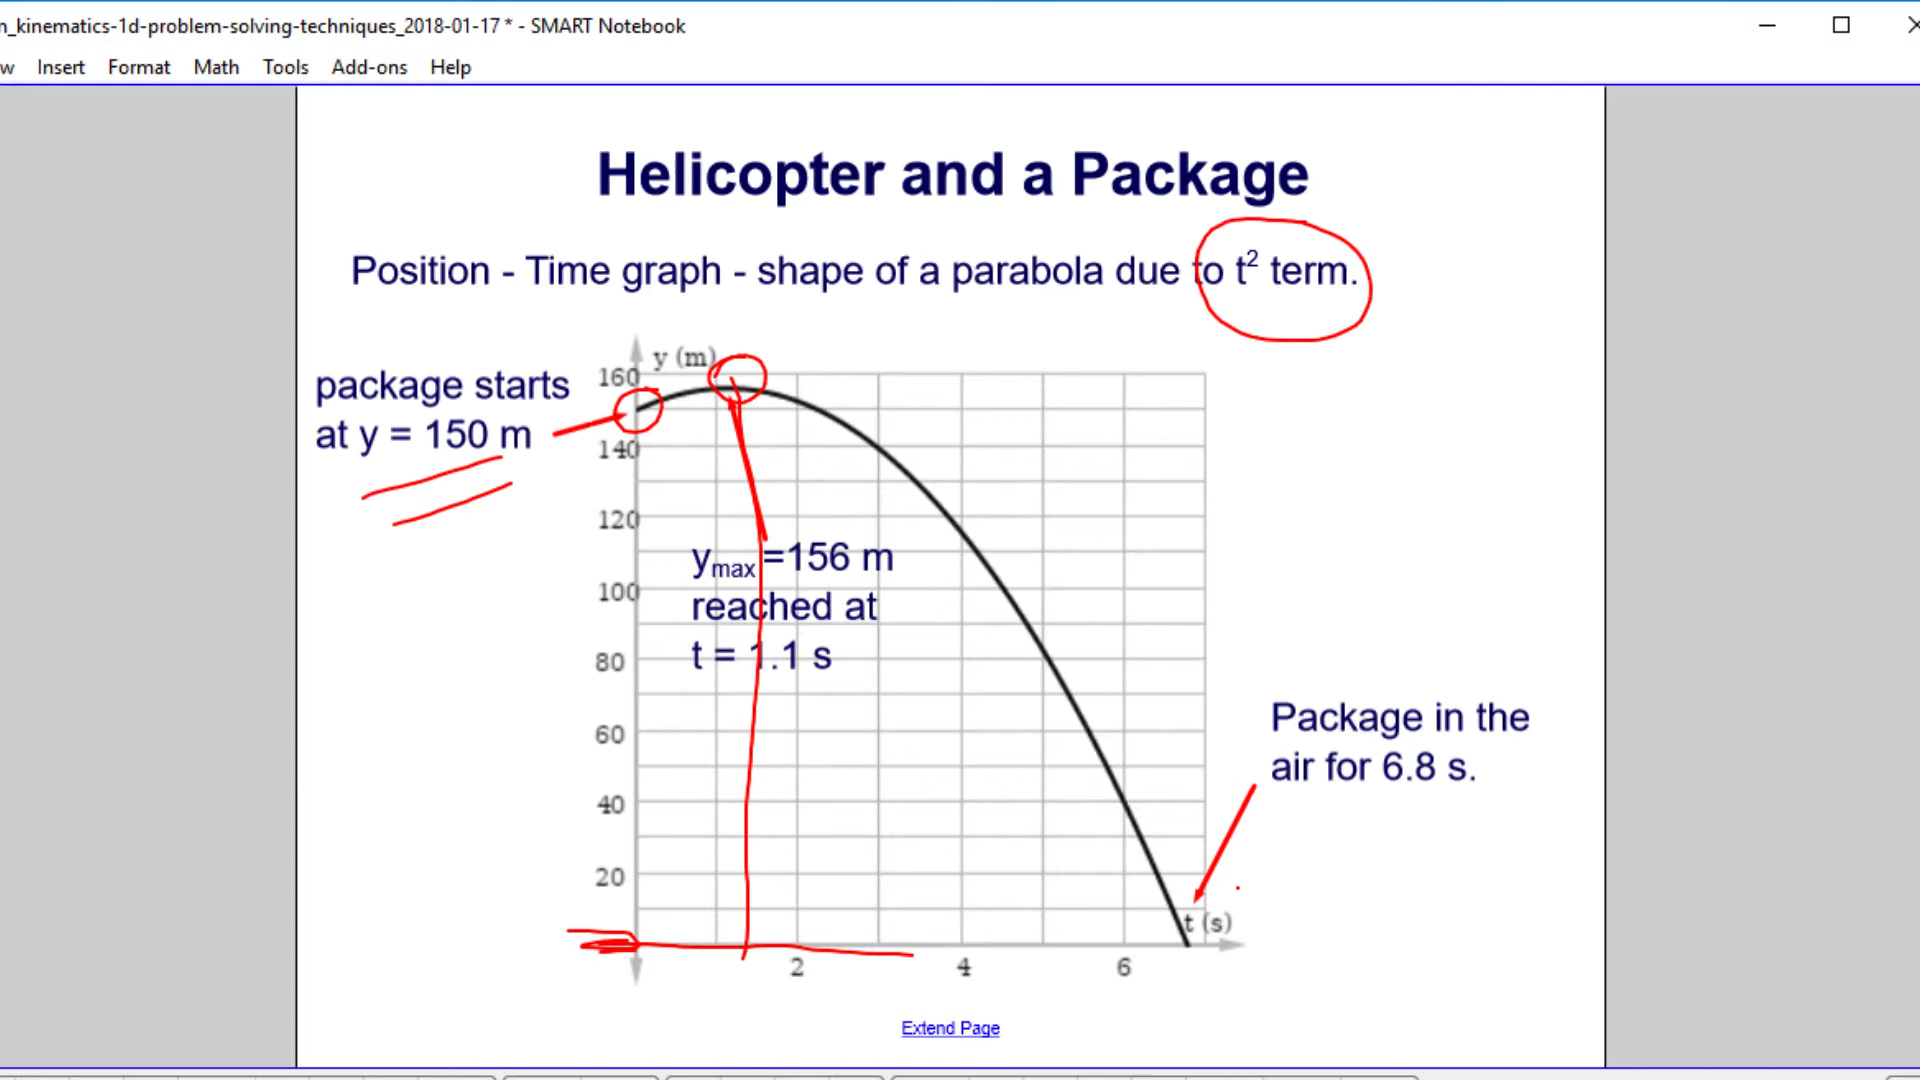 n_kinematics-1d-problem-solving-techniques_2018-01-17 * - SMART Notebook
w Insert Format Math Tools Add-ons Help
Helicopter and a Package
Position - Time graph - shape of a parabola due to t² term.
package starts
at y = 150 m
y (m)
160
140
120
100
80
60
40
20
ymax =156 m
reached at
t = 1.1 s
Package in the
air for 6.8 s.
t (s)
2 4 6
Extend Page